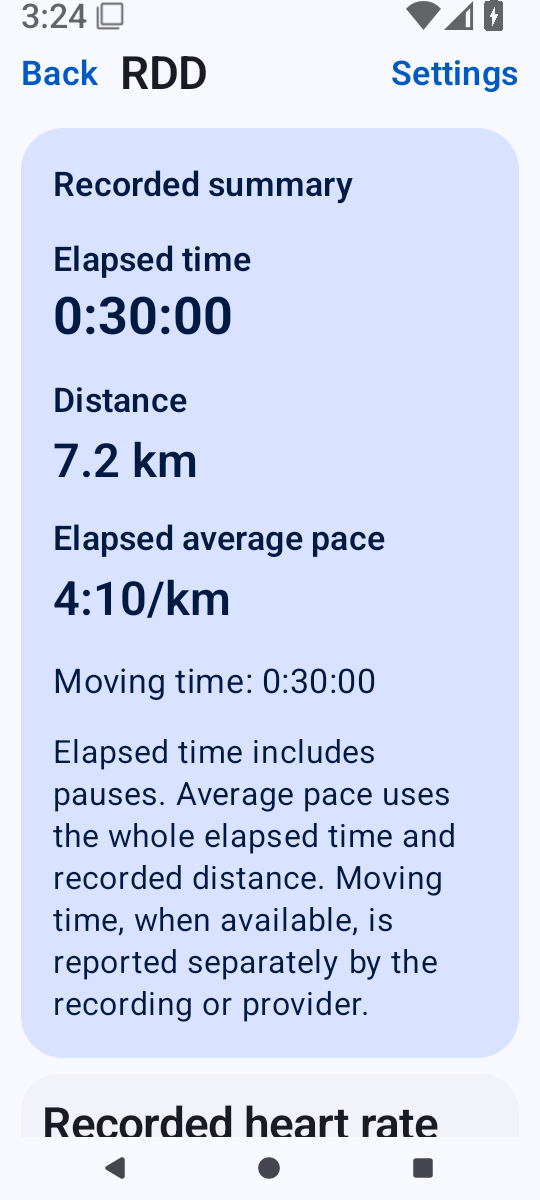 3:24
Back RDD Settings
Recorded summary
Elapsed time
0:30:00
Distance
7.2 km
Elapsed average pace
4:10/km
Moving time: 0:30:00
Elapsed time includes
pauses. Average pace uses
the whole elapsed time and
recorded distance. Moving
time, when available, is
reported separately by the
recording or provider.
Recorded heart rate